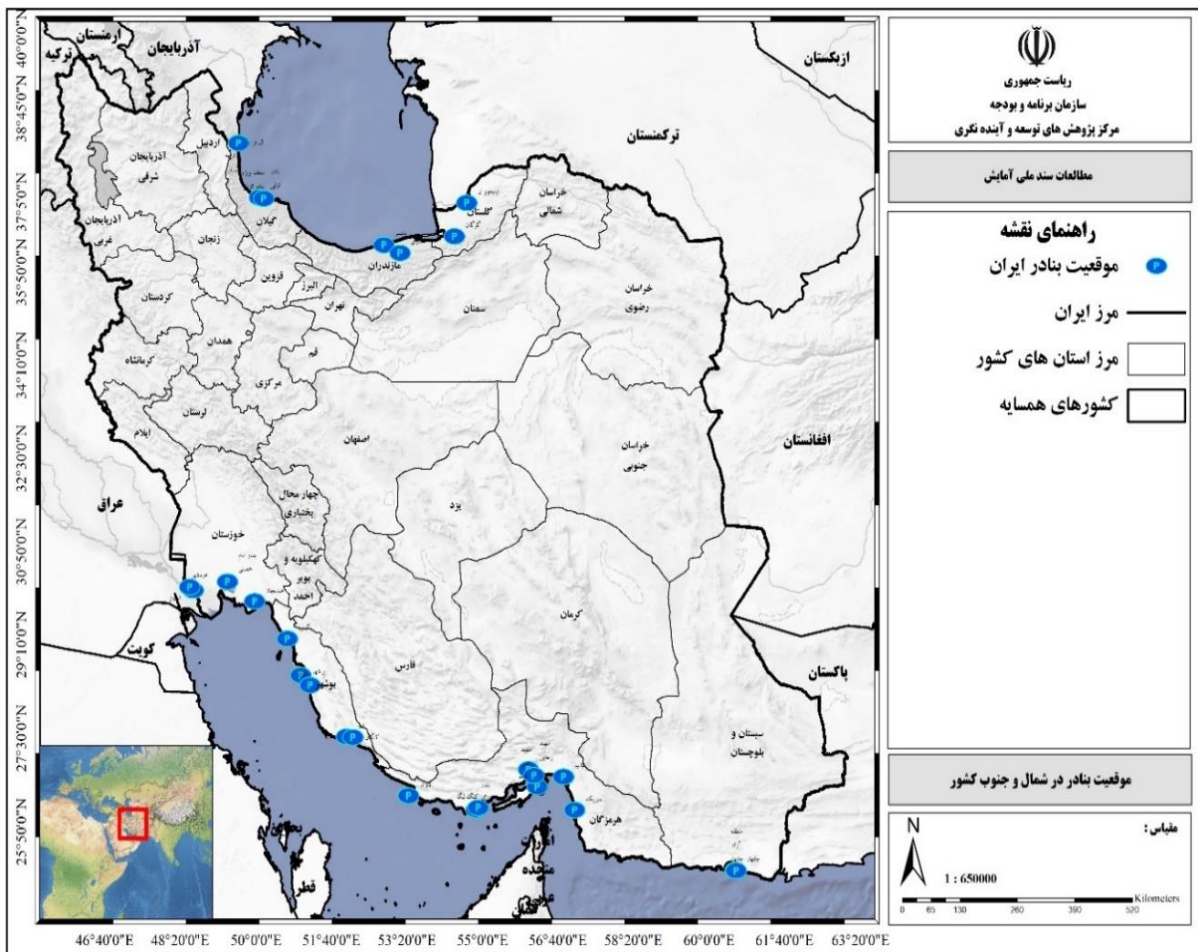 ریاست جمهوری
سازمان برنامه و بودجه
مرکز پژوهش های توسعه و آینده نگری
مطالعات سند ملی آمایش
راهنمای نقشه
موقعیت بنادر ایران
مرز ایران
مرز استان های کشور
کشورهای همسایه
موقعیت بنادر در شمال و جنوب کشور
مقیاس :
N
1 : 650000
Kilometers
0 65 130 260 390 520
40°0'0"N
38°45'0"N
37°5'0"N
35°50'0"N
34°10'0"N
32°30'0"N
30°50'0"N
29°10'0"N
27°30'0"N
25°50'0"N
46°40'0"E
48°20'0"E
50°0'0"E
51°40'0"E
53°20'0"E
55°0'0"E
56°40'0"E
58°20'0"E
60°0'0"E
61°40'0"E
63°20'0"E
ارمنستان
ترکیه
آذربایجان
ازبکستان
ترکمنستان
افغانستان
پاکستان
عراق
کویت
قطر
آذربایجان
شرقی
اردبیل
آذربایجان
غربی
گیلان
زنجان
قزوین
البرز
تهران
مازندران
گلستان
خراسان
شمالی
خراسان
رضوی
سمنان
کردستان
همدان
قم
مرکزی
کرمانشاه
لرستان
ایلام
اصفهان
خراسان
جنوبی
یزد
چهار محال
بختیاری
خوزستان
کهگیلویه و
بویر
احمد
کرمان
فارس
بوشهر
سیستان و
بلوچستان
هرمزگان